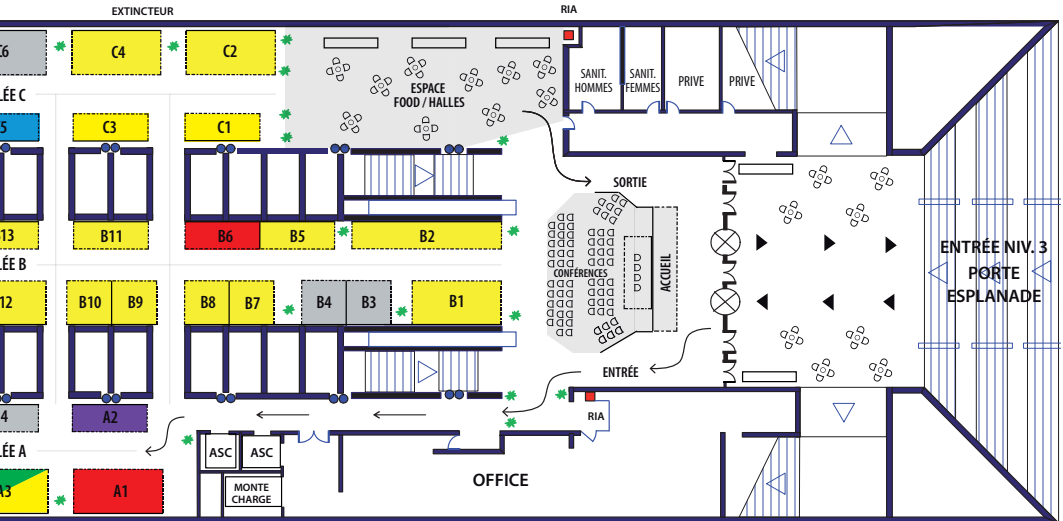 EXTINCTEUR
RIA
C6
C4
C2
ESPACE
FOOD / HALLES
SANIT.
HOMMES
SANIT.
FEMMES
PRIVE
PRIVE
LÉE C
C3
C1
SORTIE
B13
B11
B6
B5
B2
ACCUEIL
CONFÉRENCES
ENTRÉE NIV. 3
PORTE
ESPLANADE
LÉE B
12
B10
B9
B8
B7
B4
B3
B1
ENTRÉE
4
A2
RIA
LÉE A
ASC
ASC
OFFICE
A3
A1
MONTE
CHARGE